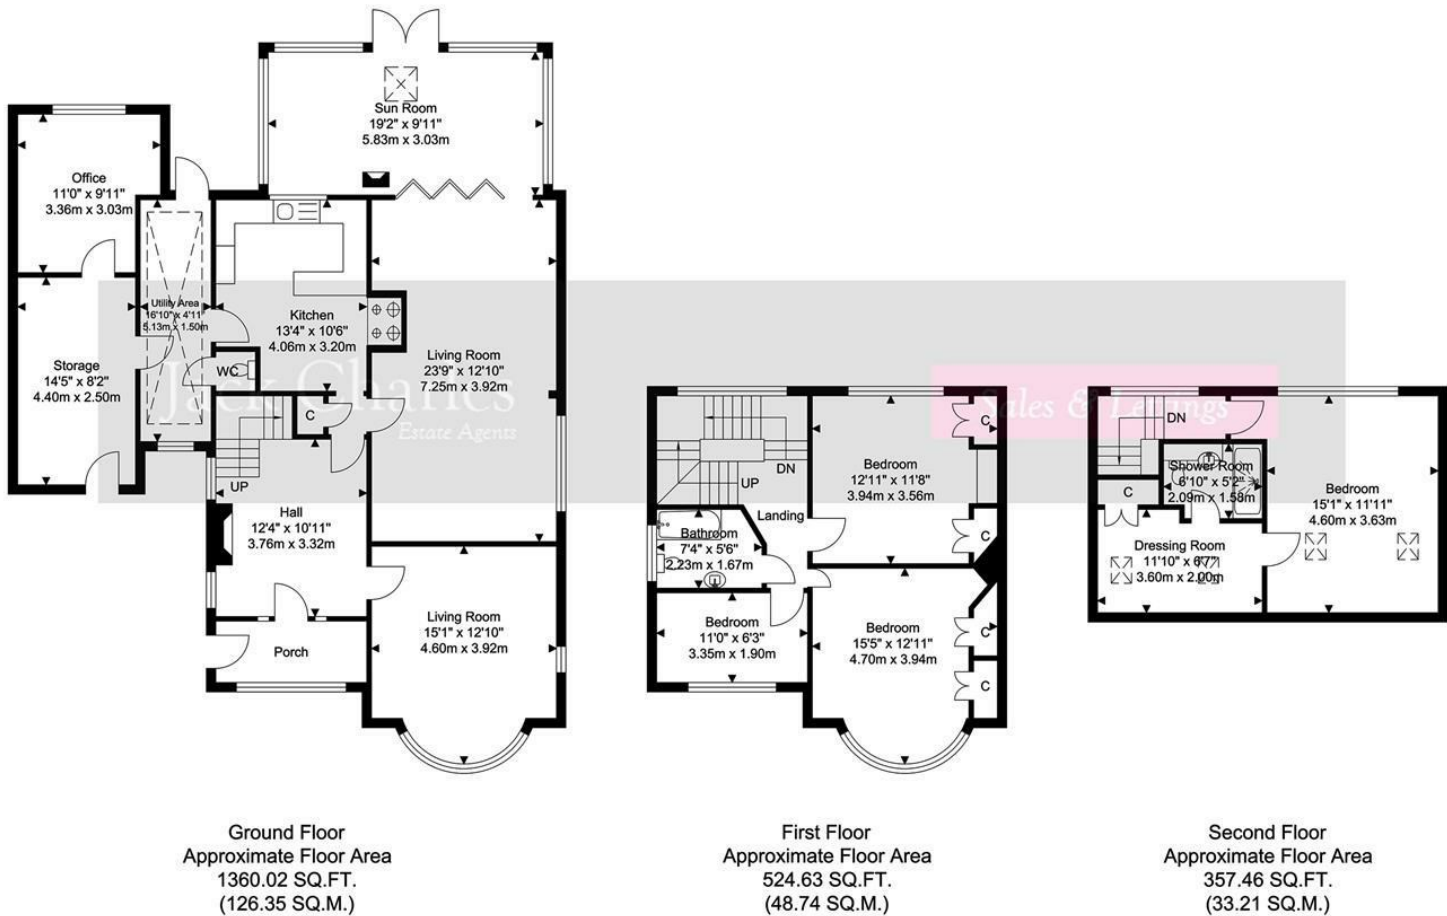 Sun Room
19'2" x 9'11"
5.83m x 3.03m
Office
11'0" x 9'11"
3.36m x 3.03m
Utility Area
16'10" x 4'11"
5.13m x 1.50m
Kitchen
13'4" x 10'6"
4.06m x 3.20m
Living Room
23'9" x 12'10"
7.25m x 3.92m
Storage
14'5" x 8'2"
4.40m x 2.50m
WC
C
UP
Hall
12'4" x 10'11"
3.76m x 3.32m
Living Room
15'1" x 12'10"
4.60m x 3.92m
Porch
Jack Charles
Estate Agents
Sales & Lettings
DN
UP
Landing
Bedroom
12'11" x 11'8"
3.94m x 3.56m
C
C
Bathroom
7'4" x 5'6"
2.23m x 1.67m
Bedroom
11'0" x 6'3"
3.35m x 1.90m
Bedroom
15'5" x 12'11"
4.70m x 3.94m
C
C
DN
Shower Room
6'10" x 5'2"
2.09m x 1.58m
C
Bedroom
15'1" x 11'11"
4.60m x 3.63m
Dressing Room
11'10" x 6'7"
3.60m x 2.00m
Ground Floor
Approximate Floor Area
1360.02 SQ.FT.
(126.35 SQ.M.)
First Floor
Approximate Floor Area
524.63 SQ.FT.
(48.74 SQ.M.)
Second Floor
Approximate Floor Area
357.46 SQ.FT.
(33.21 SQ.M.)